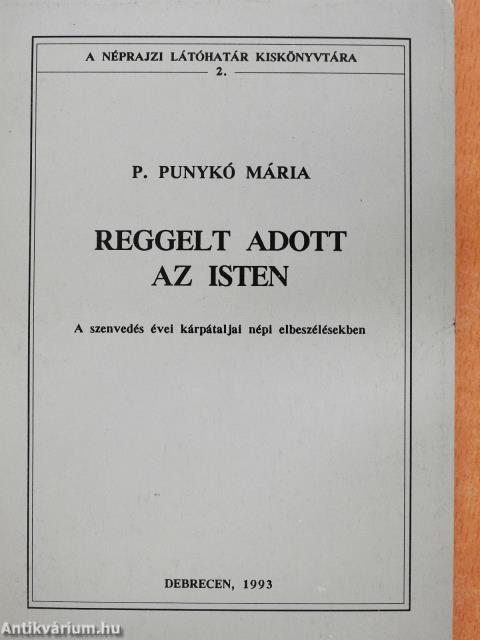 A NÉPRAJZI LÁTÓHATÁR KISKÖNYVTÁRA
2.
P. PUNYKÓ MÁRIA
REGGELT ADOTT
AZ ISTEN
A szenvedés évei kárpátaljai népi elbeszélésekben
DEBRECEN, 1993
Antikvárium.hu